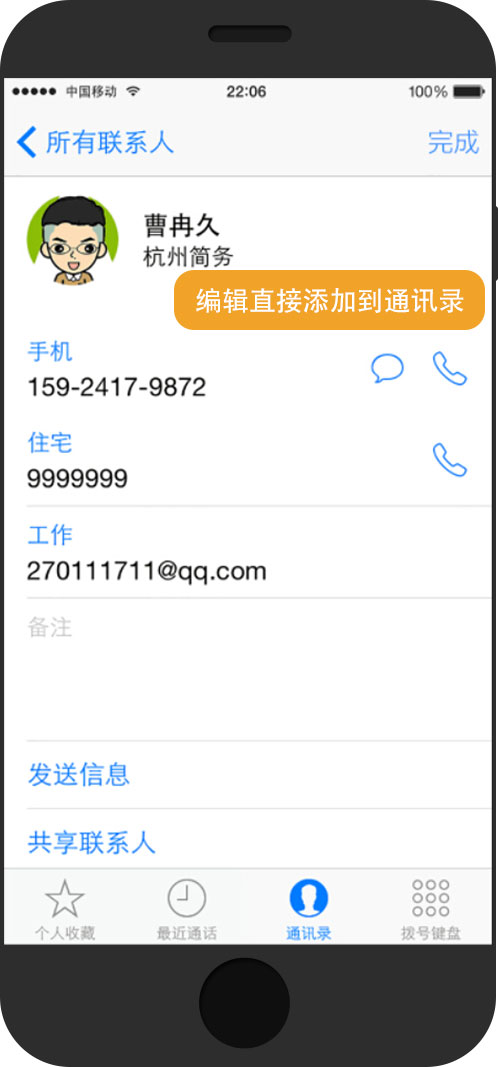 中国移动 22:06 100%
所有联系人 完成
曹冉久
杭州简务
编辑直接添加到通讯录
手机
159-2417-9872
住宅
9999999
工作
270111711@qq.com
备注
发送信息
共享联系人
个人收藏 最近通话 通讯录 拨号键盘